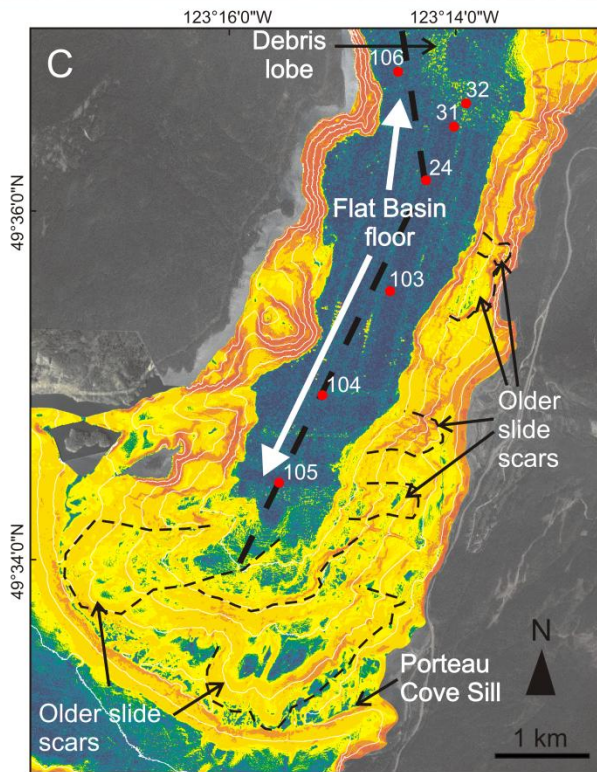 123°16'0"W
123°14'0"W
C
Debris
lobe
106
32
31
24
49°36'0"N
Flat Basin
floor
103
104
Older
slide
scars
105
49°34'0"N
N
Porteau
Cove Sill
Older slide
scars
1 km